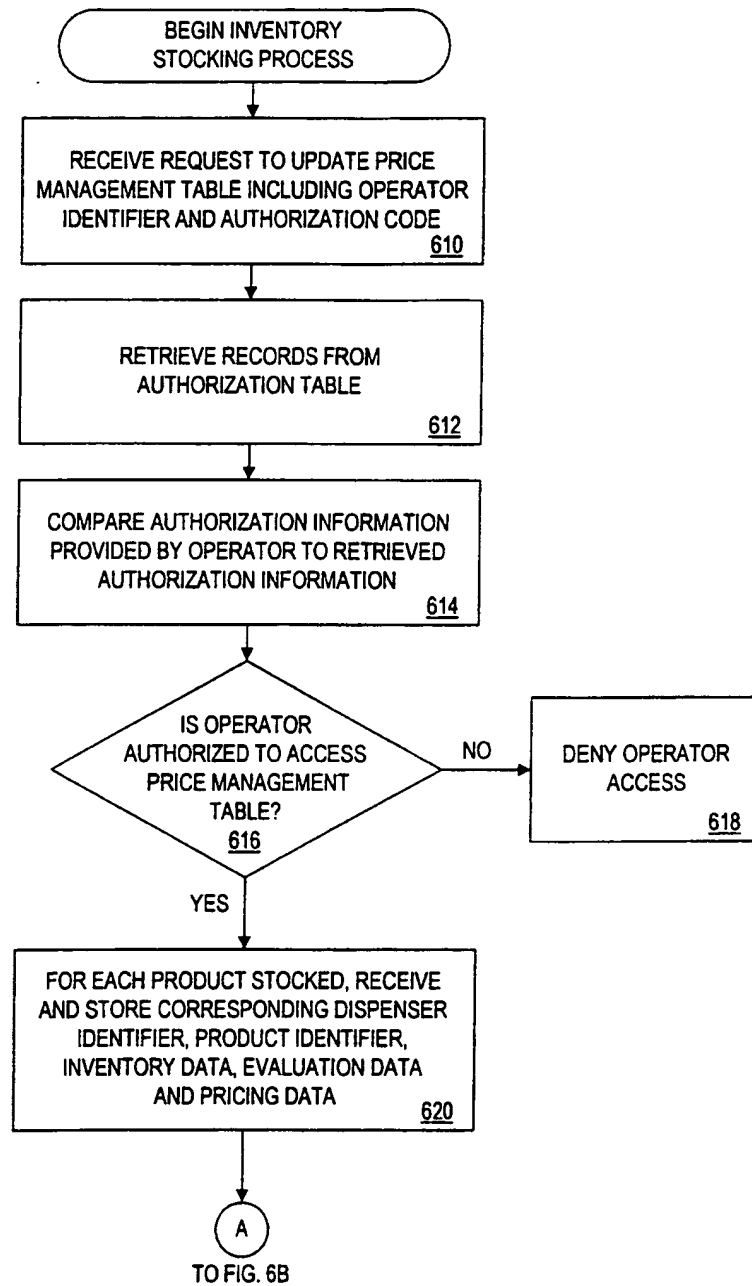 BEGIN INVENTORY
STOCKING PROCESS
RECEIVE REQUEST TO UPDATE PRICE
MANAGEMENT TABLE INCLUDING OPERATOR
IDENTIFIER AND AUTHORIZATION CODE
610
RETRIEVE RECORDS FROM
AUTHORIZATION TABLE
612
COMPARE AUTHORIZATION INFORMATION
PROVIDED BY OPERATOR TO RETRIEVED
AUTHORIZATION INFORMATION
614
IS OPERATOR
AUTHORIZED TO ACCESS
PRICE MANAGEMENT
TABLE?
616
NO
DENY OPERATOR
ACCESS
618
YES
FOR EACH PRODUCT STOCKED, RECEIVE
AND STORE CORRESPONDING DISPENSER
IDENTIFIER, PRODUCT IDENTIFIER,
INVENTORY DATA, EVALUATION DATA
AND PRICING DATA
620
A
TO FIG. 6B